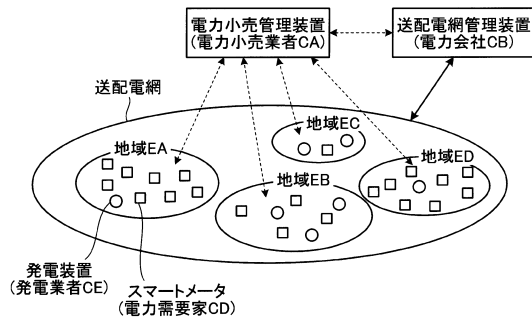 電力小売管理装置
(電力小売業者CA)
送配電網管理装置
(電力会社CB)
送配電網
地域EA
地域EC
地域ED
地域EB
発電装置
(発電業者CE)
スマートメータ
(電力需要家CD)